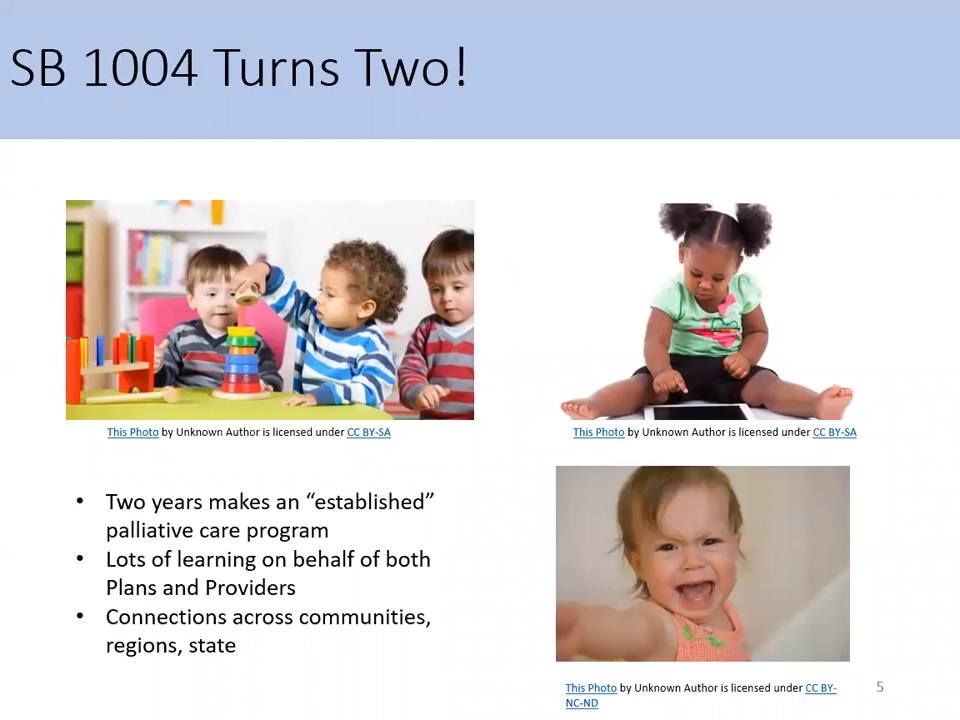 SB 1004 Turns Two!
This Photo by Unknown Author is licensed under CC BY-SA
This Photo by Unknown Author is licensed under CC BY-SA
• Two years makes an “established”
palliative care program
• Lots of learning on behalf of both
Plans and Providers
• Connections across communities,
regions, state
This Photo by Unknown Author is licensed under CC BY-
NC-ND
5